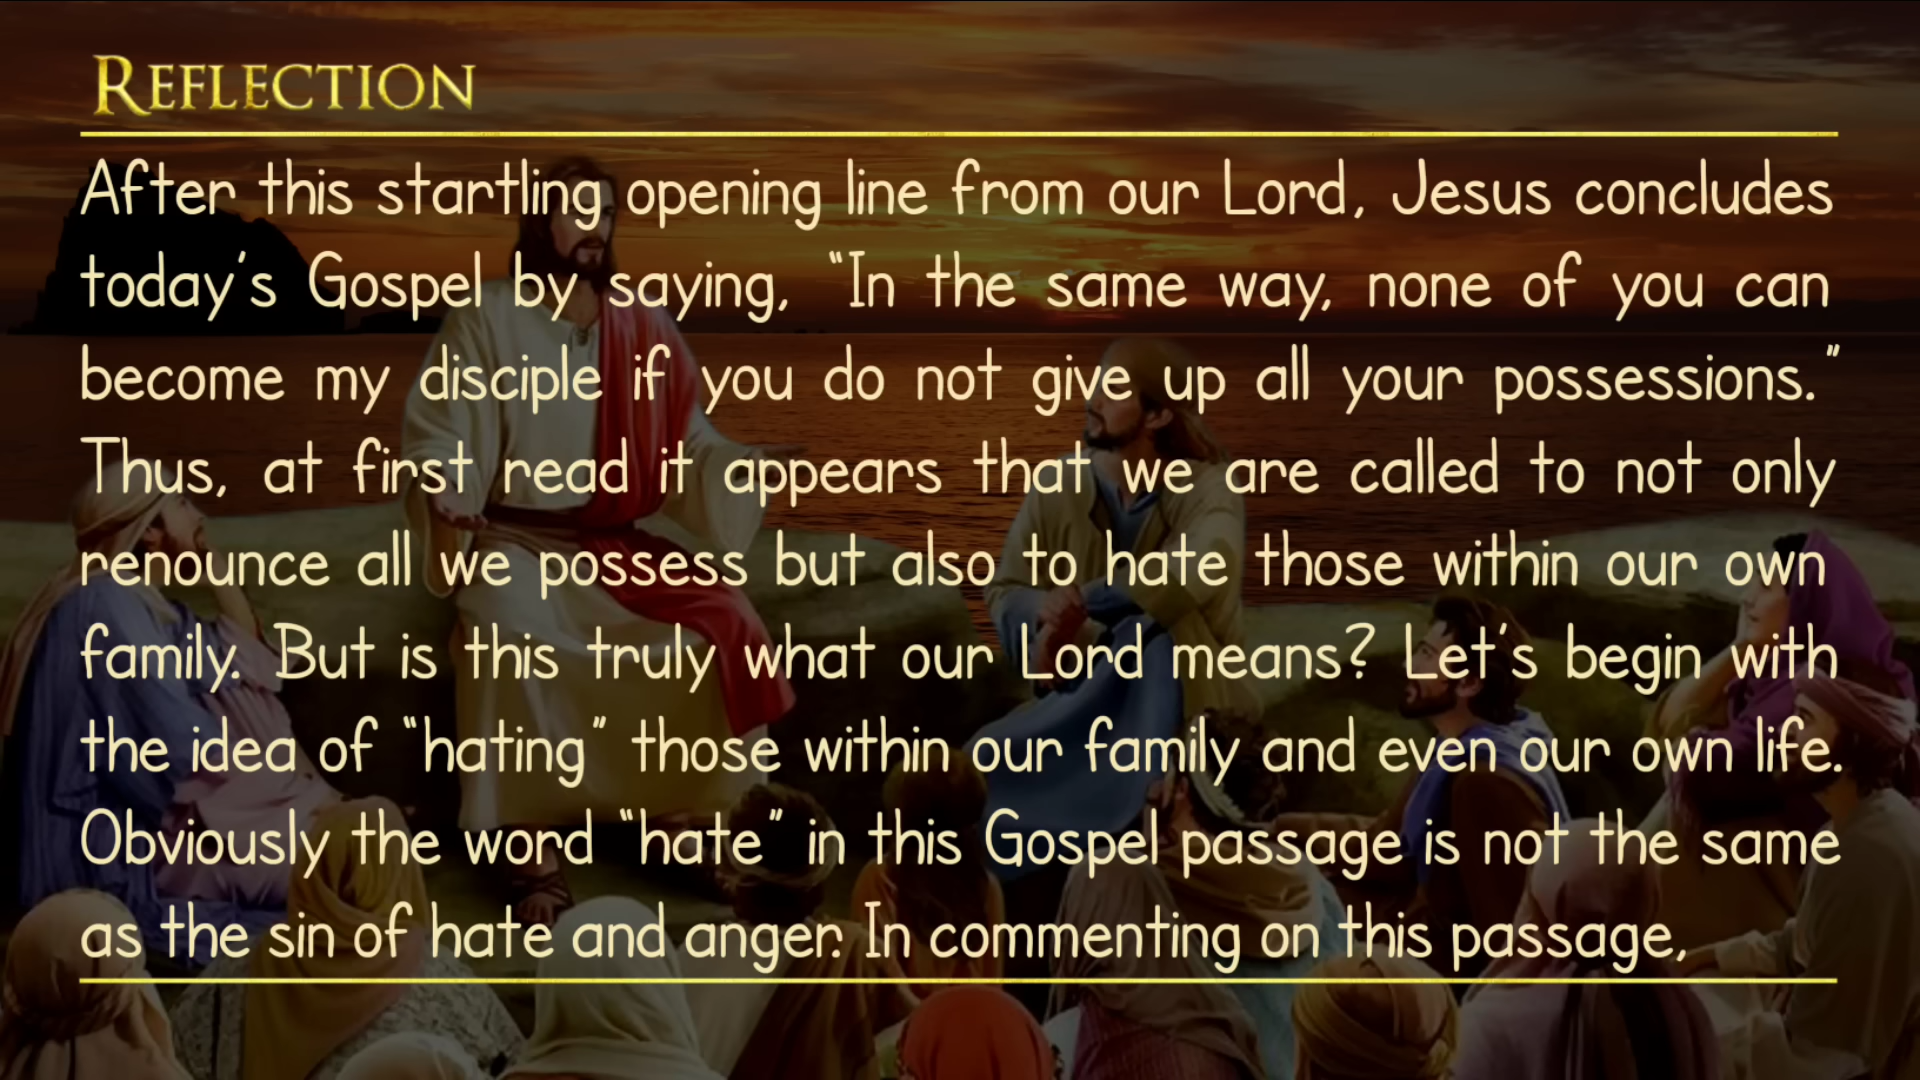 REFLECTION
After this startling opening line from our Lord, Jesus concludes
today's Gospel by saying, “In the same way, none of you can
become my disciple if you do not give up all your possessions.”
Thus, at first read it appears that we are called to not only
renounce all we possess but also to hate those within our own
family. But is this truly what our Lord means? Let's begin with
the idea of “hating” those within our family and even our own life.
Obviously the word “hate” in this Gospel passage is not the same
as the sin of hate and anger. In commenting on this passage,